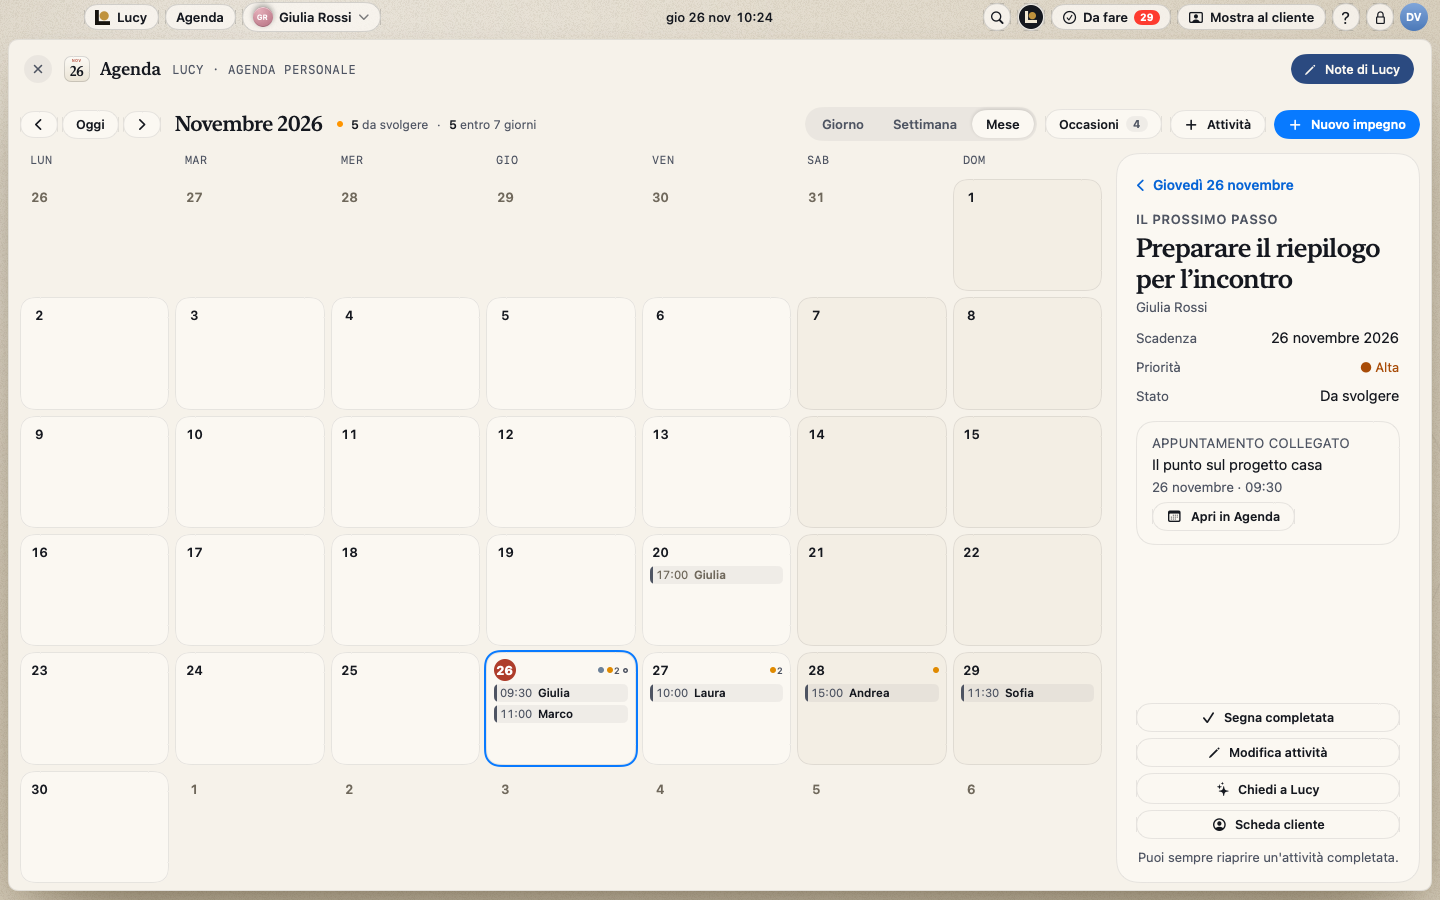 Lucy
Agenda
GR Giulia Rossi
gio 26 nov 10:24
Da fare 29
Mostra al cliente
?
DV
NOV
26
Agenda
LUCY · AGENDA PERSONALE
Note di Lucy
Oggi
Novembre 2026
5 da svolgere · 5 entro 7 giorni
Giorno
Settimana
Mese
Occasioni 4
Attività
Nuovo impegno
LUN MAR MER GIO VEN SAB DOM
26 27 28 29 30 31 1
2 3 4 5 6 7 8
9 10 11 12 13 14 15
16 17 18 19 20 21 22
17:00 Giulia
23 24 25 26 2 27 2 28 29
09:30 Giulia
11:00 Marco
10:00 Laura
15:00 Andrea
11:30 Sofia
30 1 2 3 4 5 6
Giovedì 26 novembre
IL PROSSIMO PASSO
Preparare il riepilogo
per l’incontro
Giulia Rossi
Scadenza 26 novembre 2026
Priorità Alta
Stato Da svolgere
APPUNTAMENTO COLLEGATO
Il punto sul progetto casa
26 novembre · 09:30
Apri in Agenda
Segna completata
Modifica attività
Chiedi a Lucy
Scheda cliente
Puoi sempre riaprire un'attività completata.